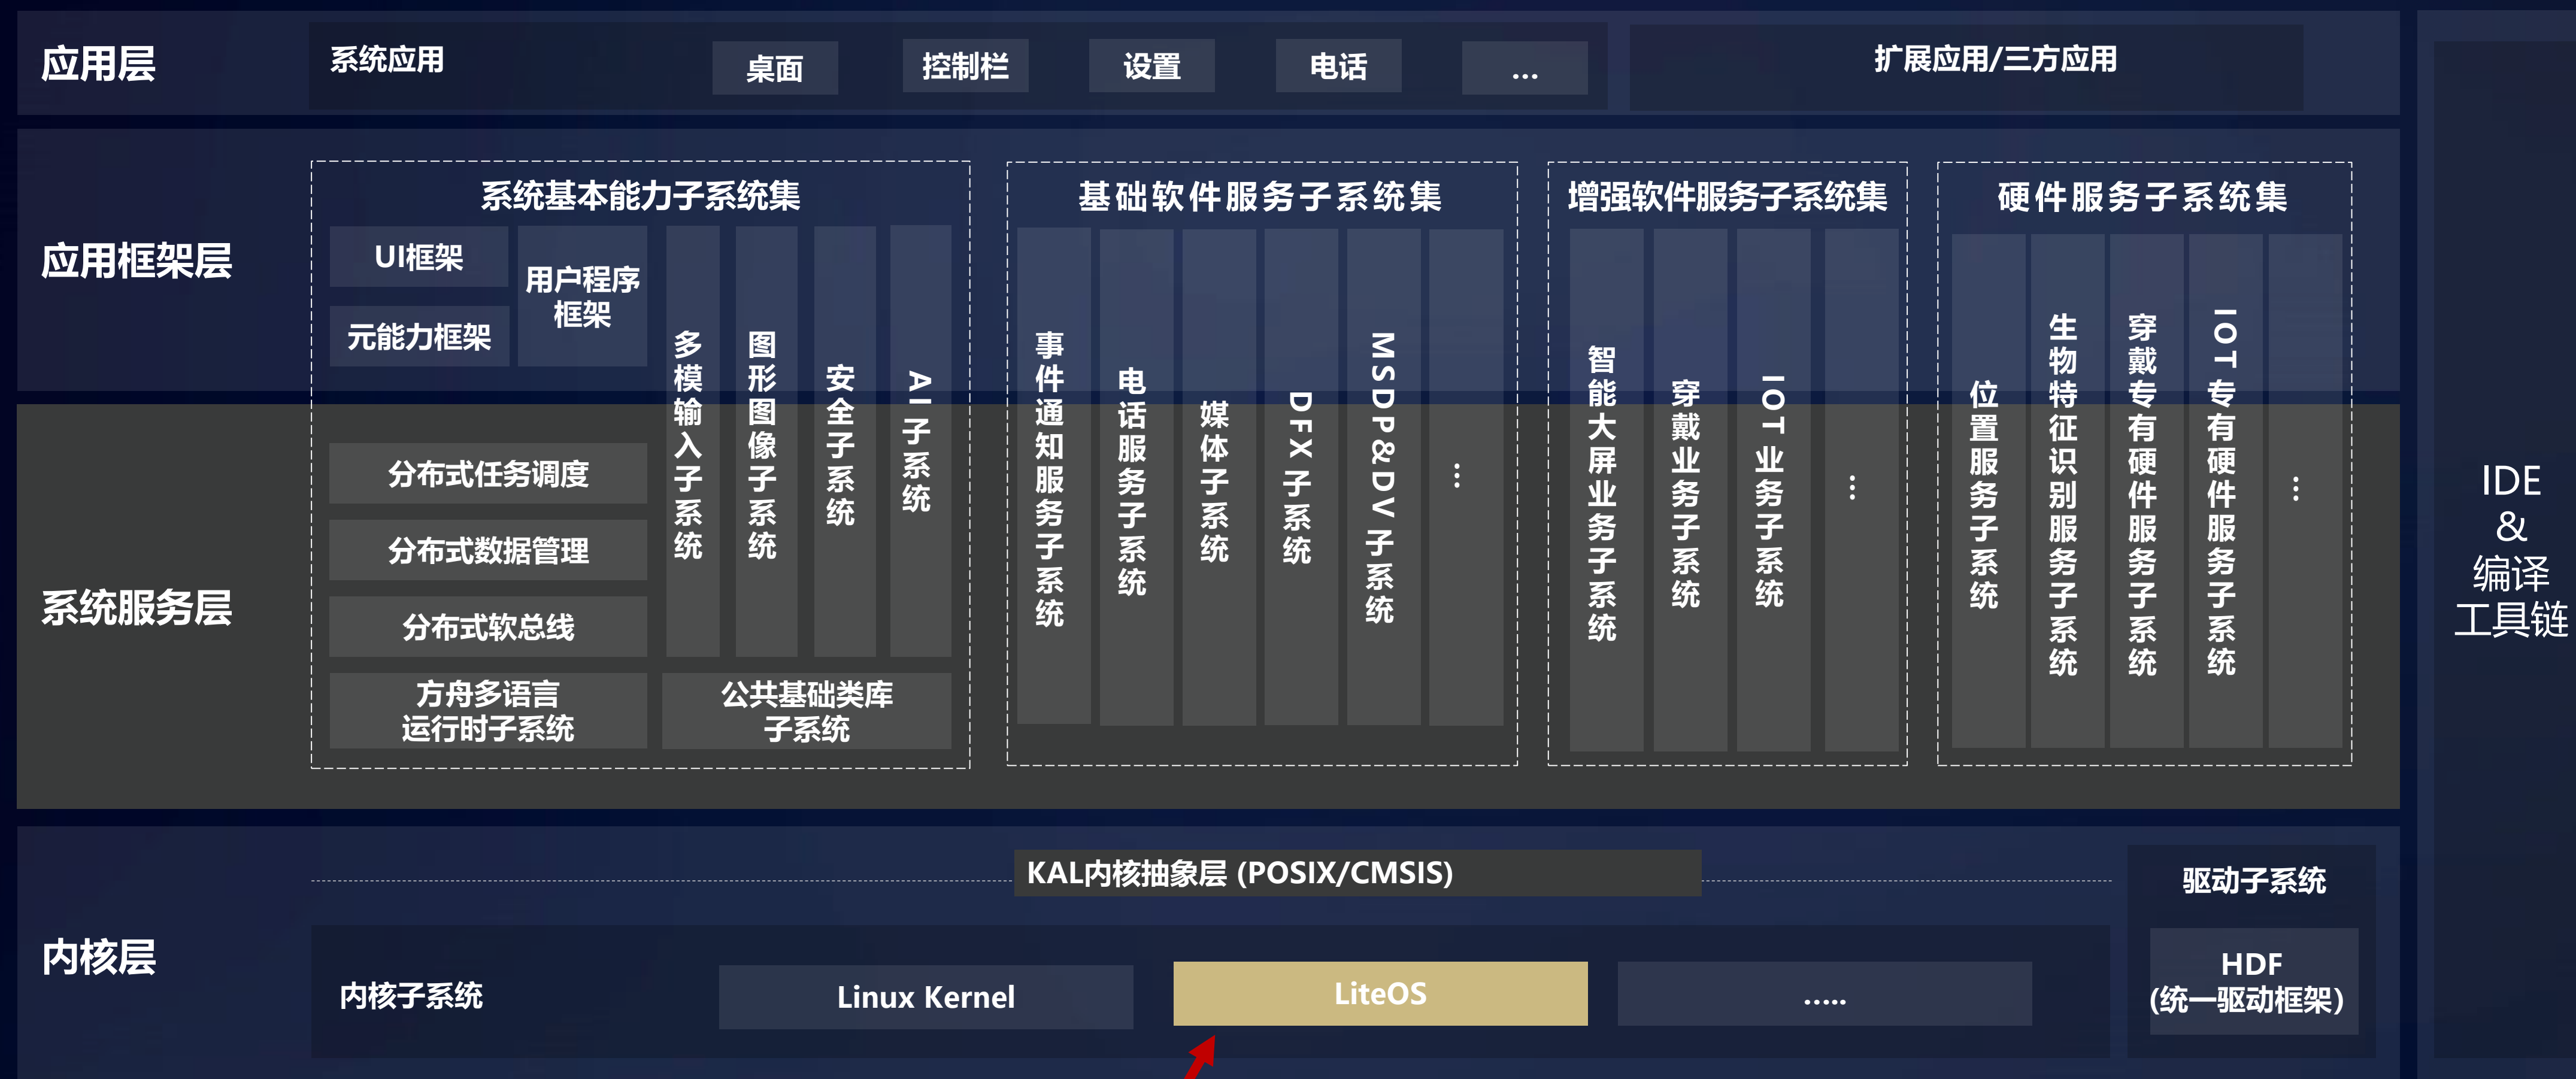 应用层
系统应用
桌面
控制栏
设置
电话
...
扩展应用/三方应用
应用框架层
系统基本能力子系统集
UI框架
元能力框架
用户程序
框架
多模输入子系统
图形图像子系统
安全子系统
AI子系统
分布式任务调度
分布式数据管理
分布式软总线
方舟多语言
运行时子系统
公共基础类库
子系统
基础软件服务子系统集
事件通知服务子系统
电话服务子系统
媒体子系统
DFX子系统
MSDP&DV子系统
...
增强软件服务子系统集
智能大屏业务子系统
穿戴业务子系统
IOT业务子系统
...
硬件服务子系统集
位置服务子系统
生物特征识别服务子系统
穿戴专有硬件服务子系统
IOT专有硬件服务子系统
...
系统服务层
内核层
KAL内核抽象层 (POSIX/CMSIS)
内核子系统
Linux Kernel
LiteOS
.....
驱动子系统
HDF
(统一驱动框架)
IDE
&
编译
工具链